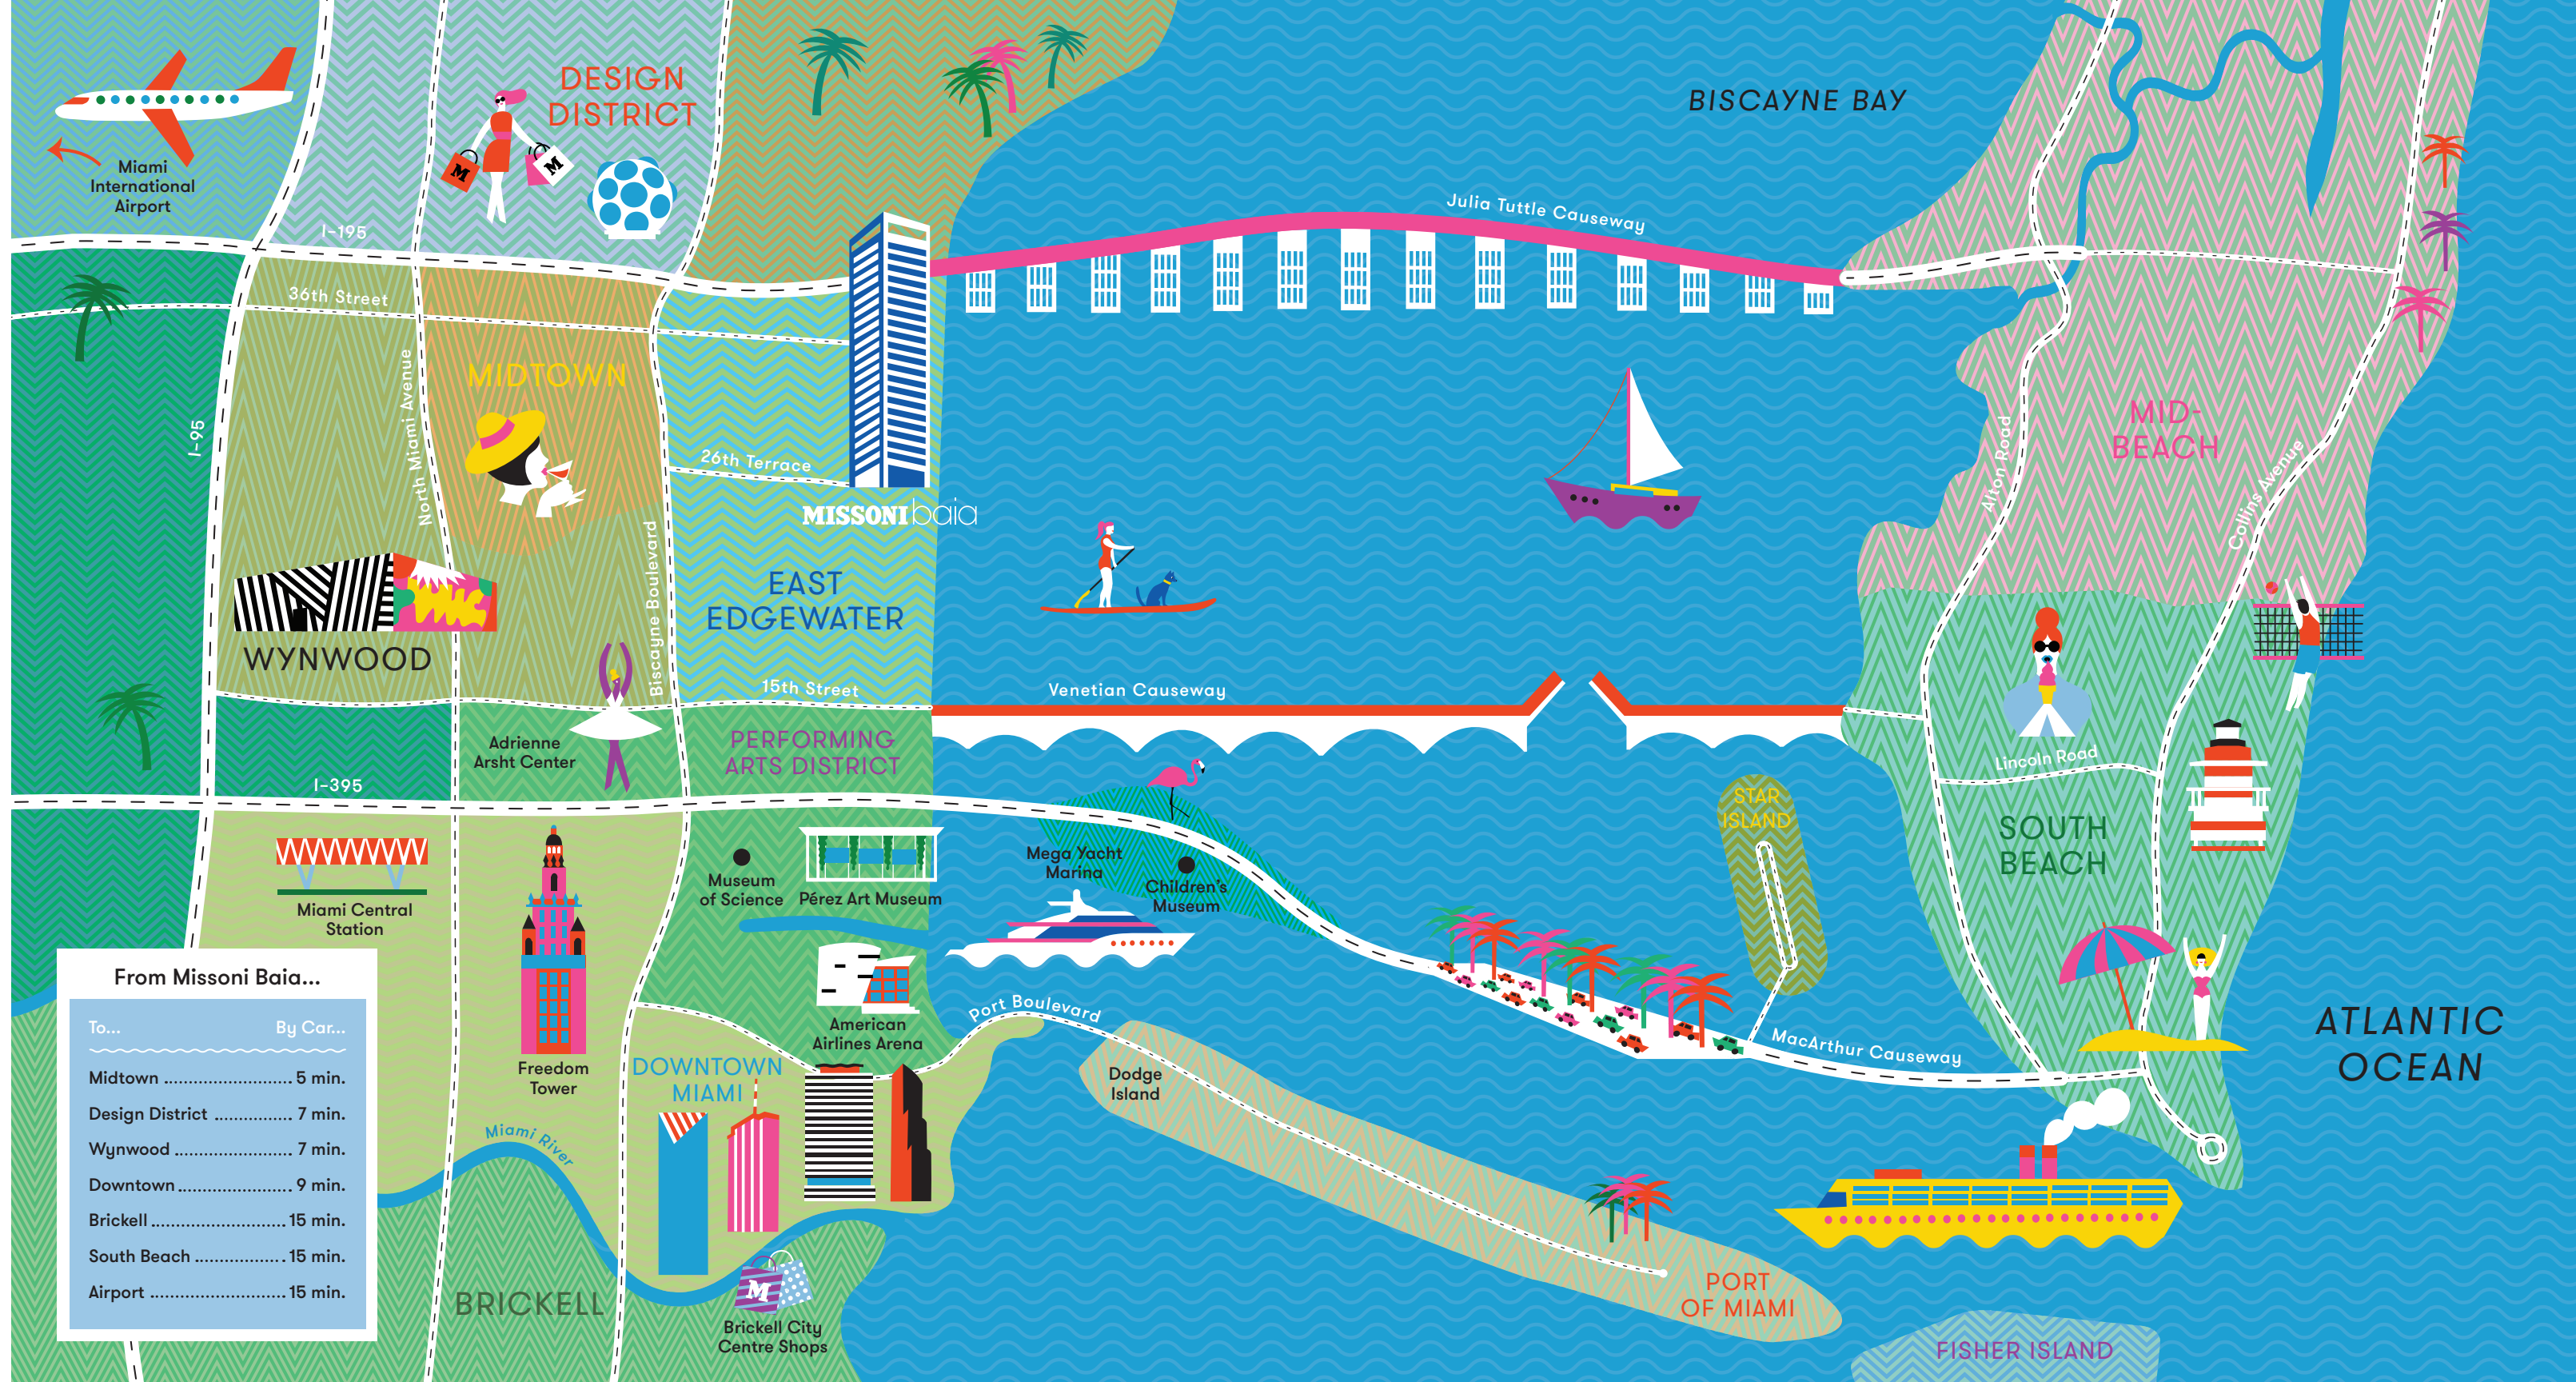 DESIGN
DISTRICT
BISCAYNE BAY
M
M
Miami
International
Airport
Julia Tuttle Causeway
I-195
36th Street
MIDTOWN
North Miami Avenue
I-95
26th Terrace
MISSONI baia
MID-
BEACH
Alton Road
Collins Avenue
EAST
EDGEWATER
Biscayne Boulevard
WYNWOOD
15th Street
Venetian Causeway
Adrienne
Arsht Center
PERFORMING
ARTS DISTRICT
Lincoln Road
I-395
STAR
ISLAND
SOUTH
BEACH
Miami Central
Station
Museum
of Science
Pérez Art Museum
Mega Yacht
Marina
Children's
Museum
American
Airlines Arena
Port Boulevard
ATLANTIC
OCEAN
MacArthur Causeway
Freedom
Tower
DOWNTOWN
MIAMI
Dodge
Island
Miami River
From Missoni Baia...
To... By Car...
Midtown ........................... 5 min.
Design District ................ 7 min.
Wynwood ......................... 7 min.
Downtown ........................ 9 min.
Brickell ............................ 15 min.
South Beach ................... 15 min.
Airport ............................ 15 min.
BRICKELL
M
Brickell City
Centre Shops
PORT
OF MIAMI
FISHER ISLAND